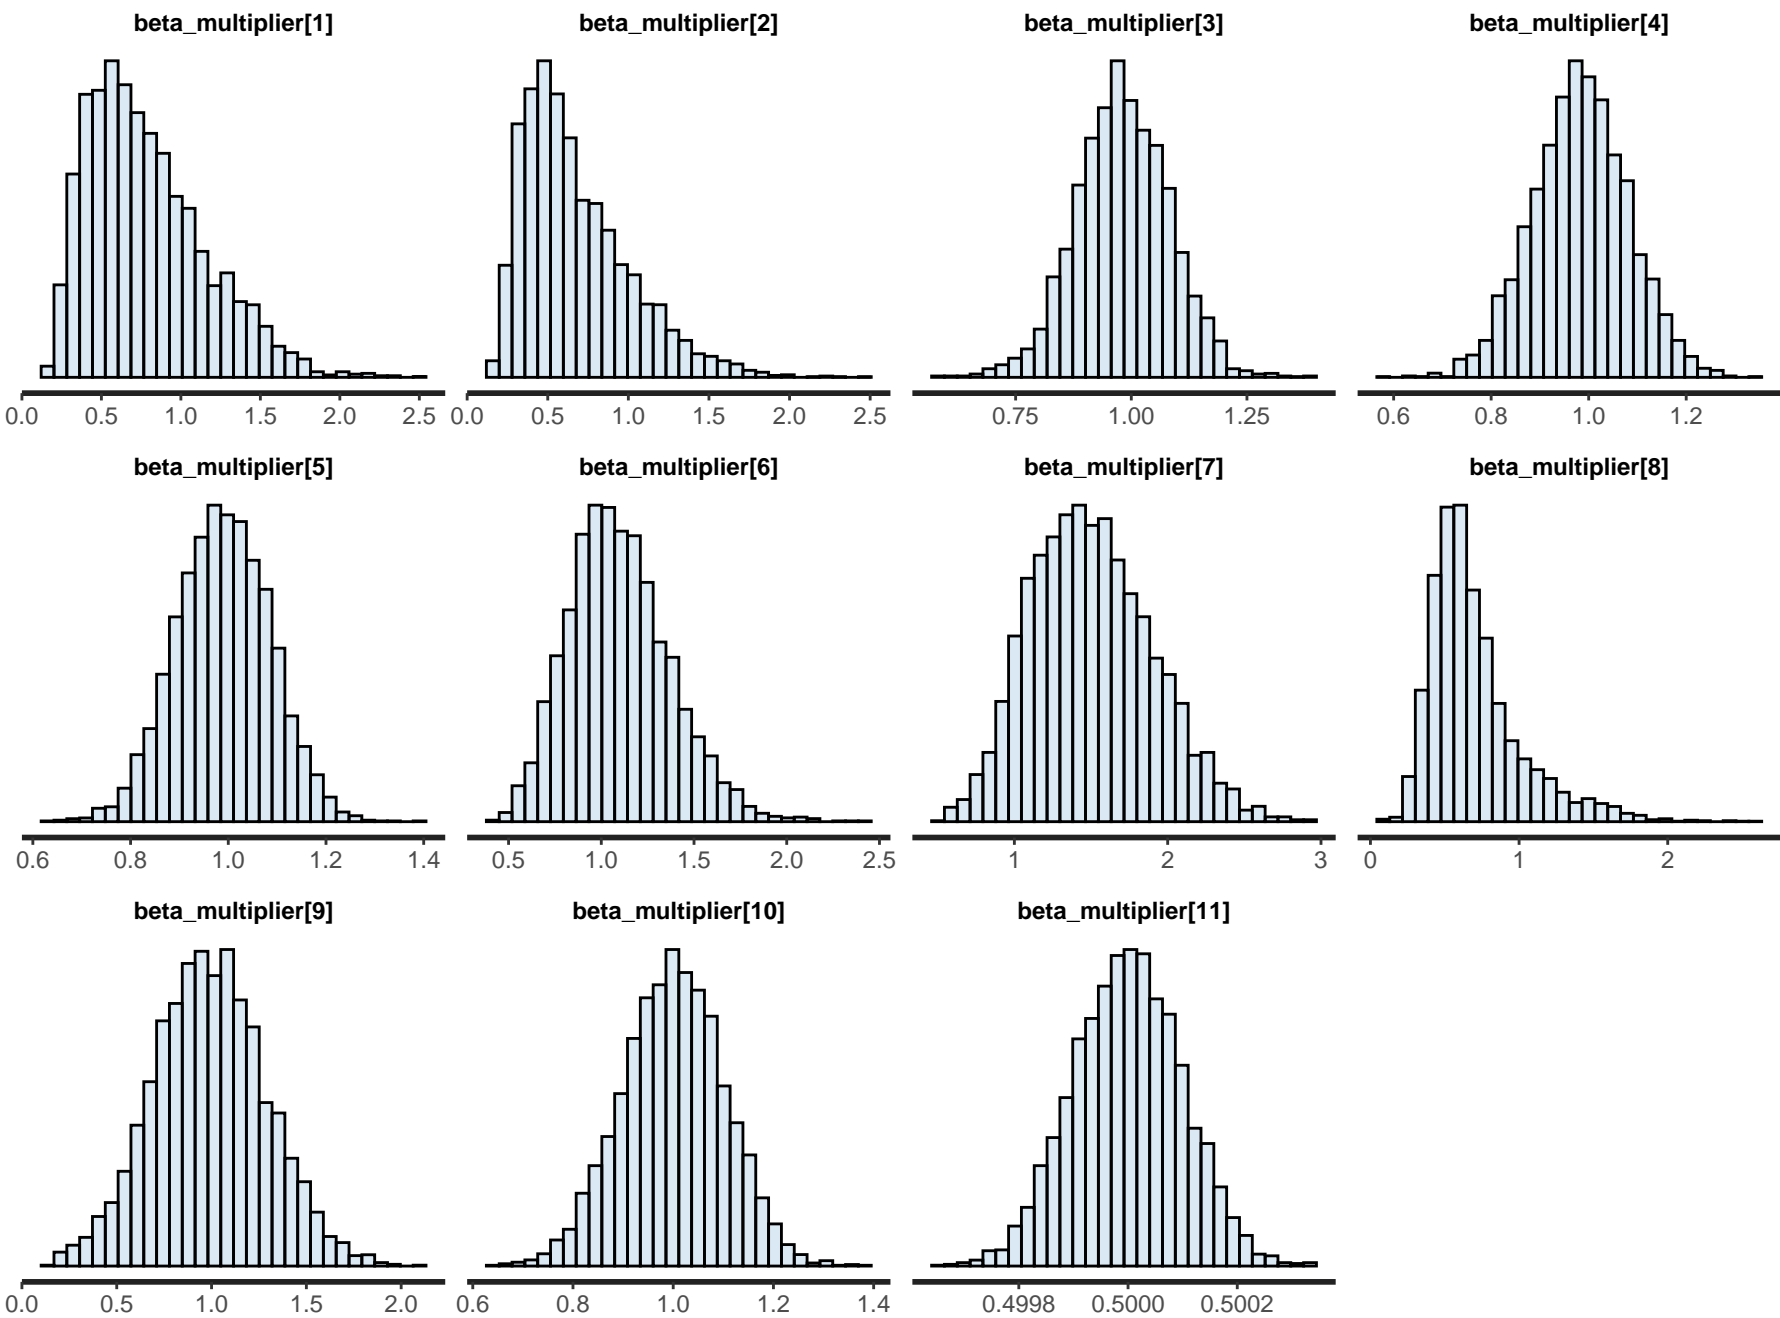 beta_multiplier[1] beta_multiplier[2] beta_multiplier[3] beta_multiplier[4]
0.0 0.5 1.0 1.5 2.0 2.5 0.0 0.5 1.0 1.5 2.0 2.5 0.75 1.00 1.25 0.6 0.8 1.0 1.2
beta_multiplier[5] beta_multiplier[6] beta_multiplier[7] beta_multiplier[8]
0.6 0.8 1.0 1.2 1.4 0.5 1.0 1.5 2.0 2.5 1 2 3 0 1 2
beta_multiplier[9] beta_multiplier[10] beta_multiplier[11]
0.0 0.5 1.0 1.5 2.0 0.6 0.8 1.0 1.2 1.4 0.4998 0.5000 0.5002